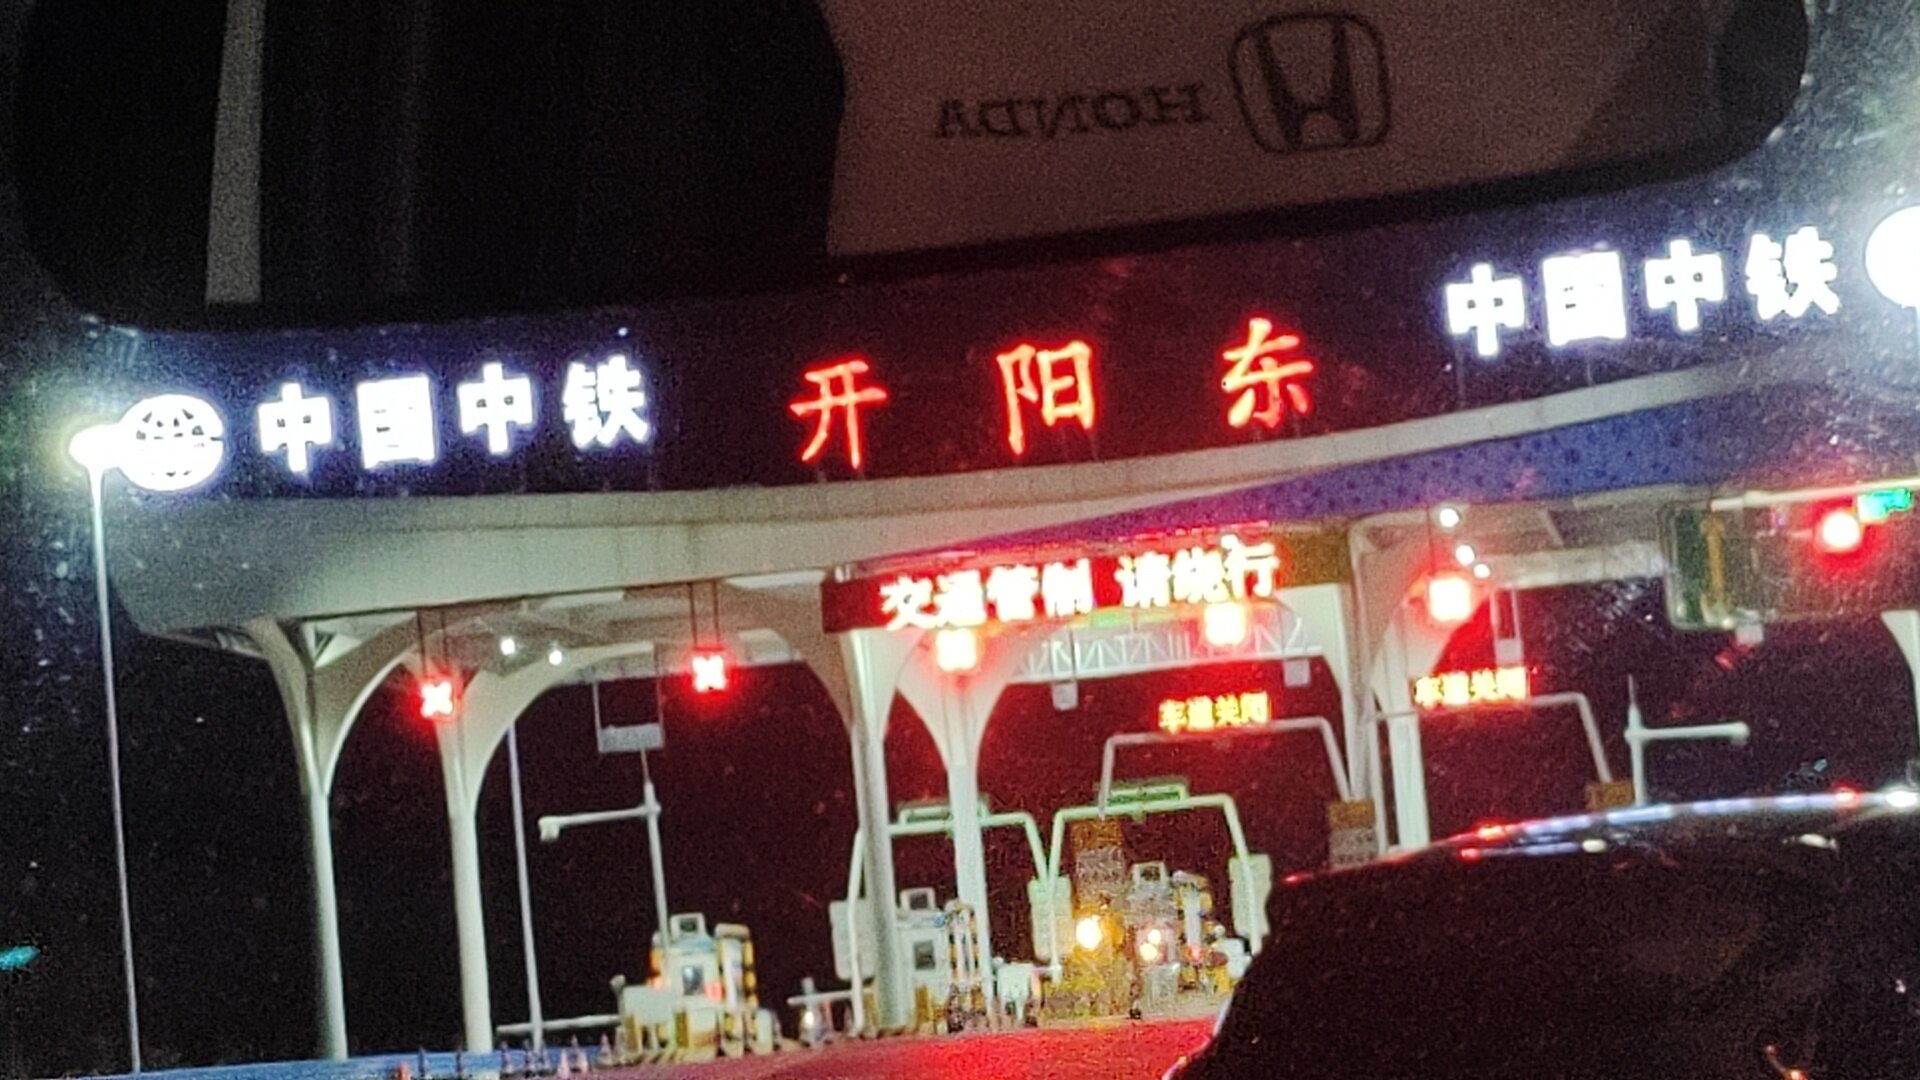 HONDA
中国中铁 开阳东 中国中铁
交通管制 请绕行
车道关闭
车道关闭